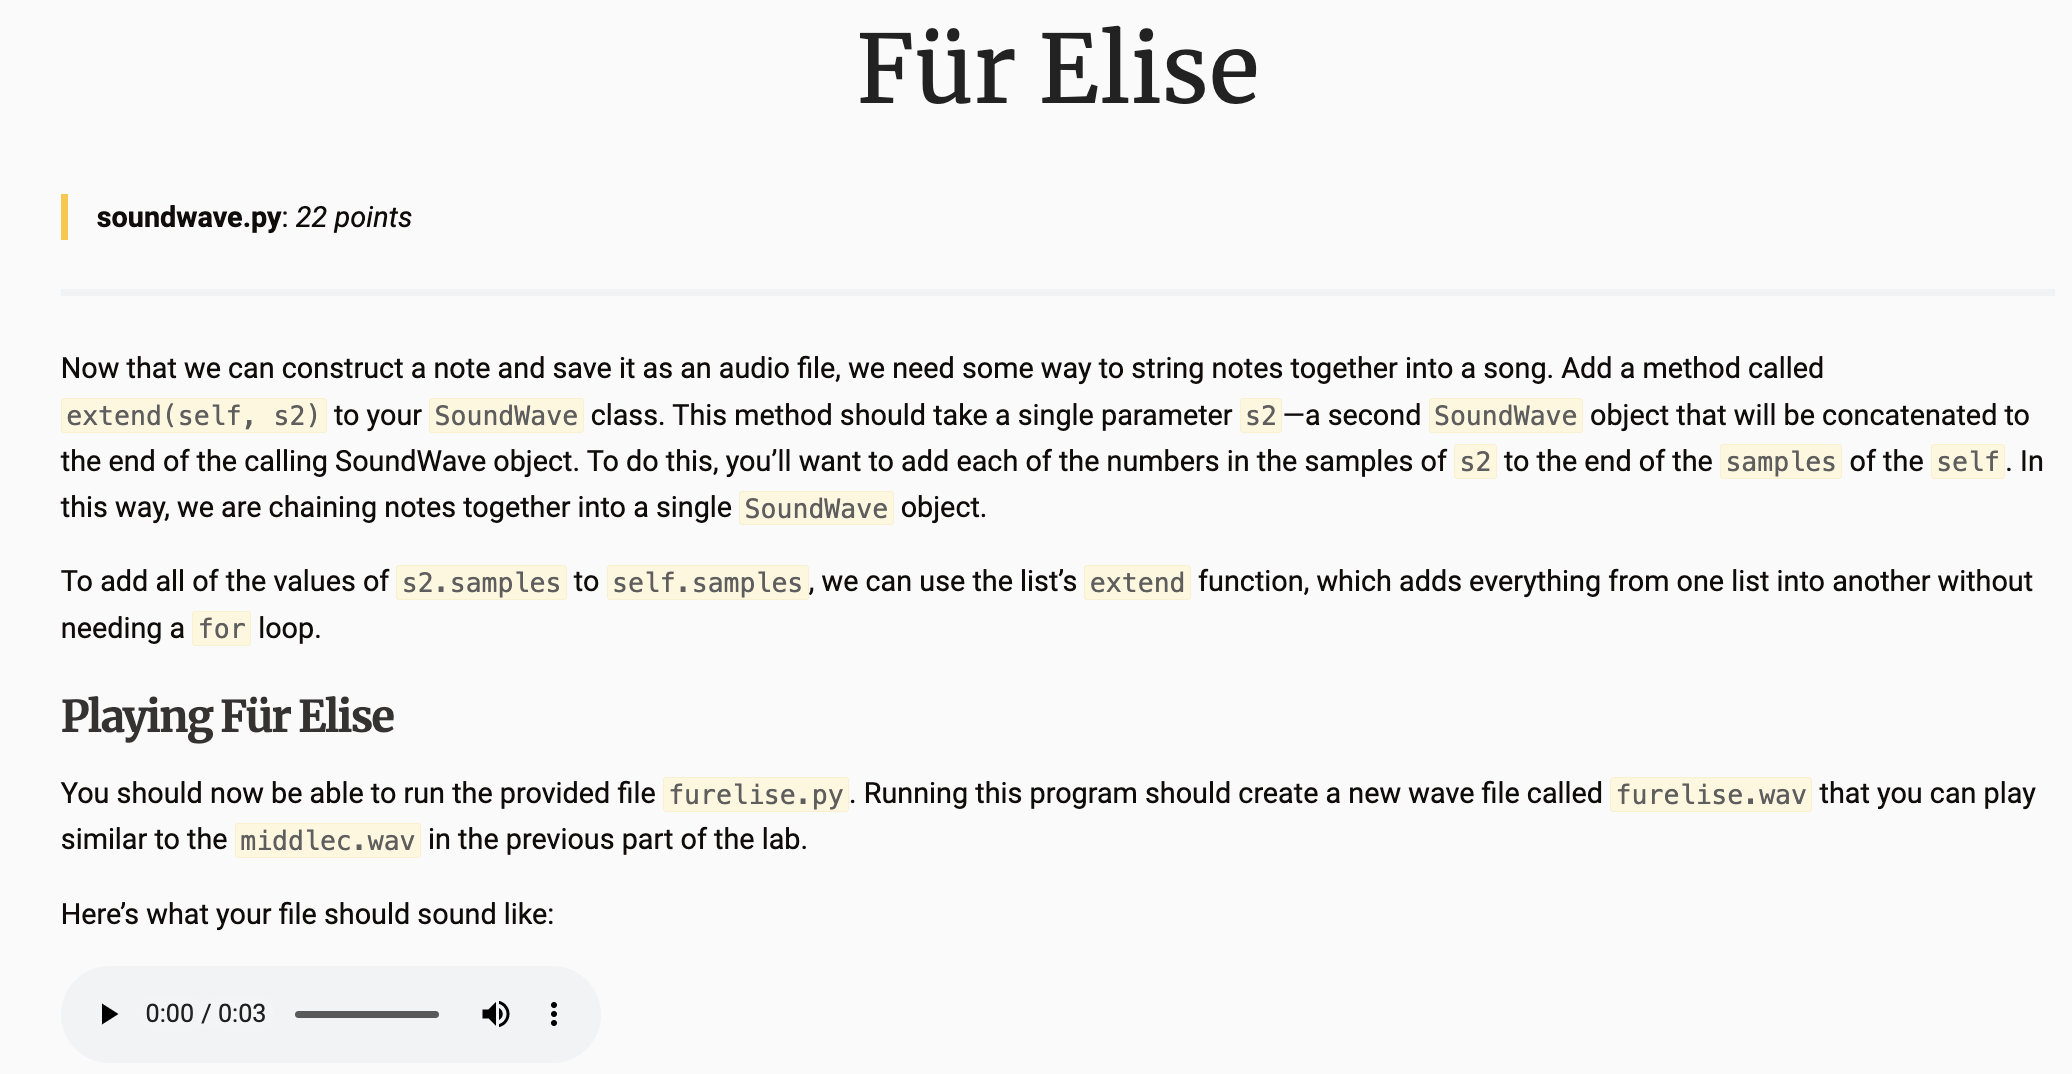 Für Elise
soundwave.py: 22 points
Now that we can construct a note and save it as an audio file, we need some way to string notes together into a song. Add a method called
extend(self, s2) to your SoundWave class. This method should take a single parameter s2—a second SoundWave object that will be concatenated to
the end of the calling SoundWave object. To do this, you’ll want to add each of the numbers in the samples of s2 to the end of the samples of the self. In
this way, we are chaining notes together into a single SoundWave object.
To add all of the values of s2.samples to self.samples, we can use the list’s extend function, which adds everything from one list into another without
needing a for loop.
Playing Für Elise
You should now be able to run the provided file furelise.py. Running this program should create a new wave file called furelise.wav that you can play
similar to the middlec.wav in the previous part of the lab.
Here’s what your file should sound like:
0:00 / 0:03